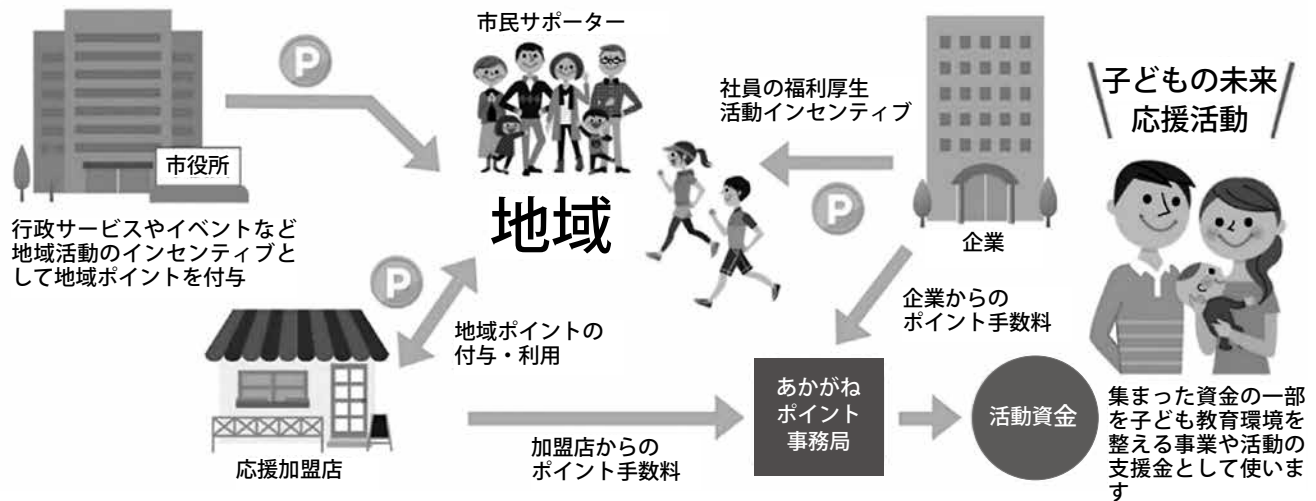 市民サポーター
P
市役所
行政サービスやイベントなど
地域活動のインセンティブと
して地域ポイントを付与
地域
社員の福利厚生
活動インセンティブ
P
企業
子どもの未来
応援活動
P
地域ポイントの
付与・利用
応援加盟店
企業からの
ポイント手数料
加盟店からの
ポイント手数料
あかがね
ポイント
事務局
活動資金
集まった資金の一部
を子ども教育環境を
整える事業や活動の
支援金として使いま
す